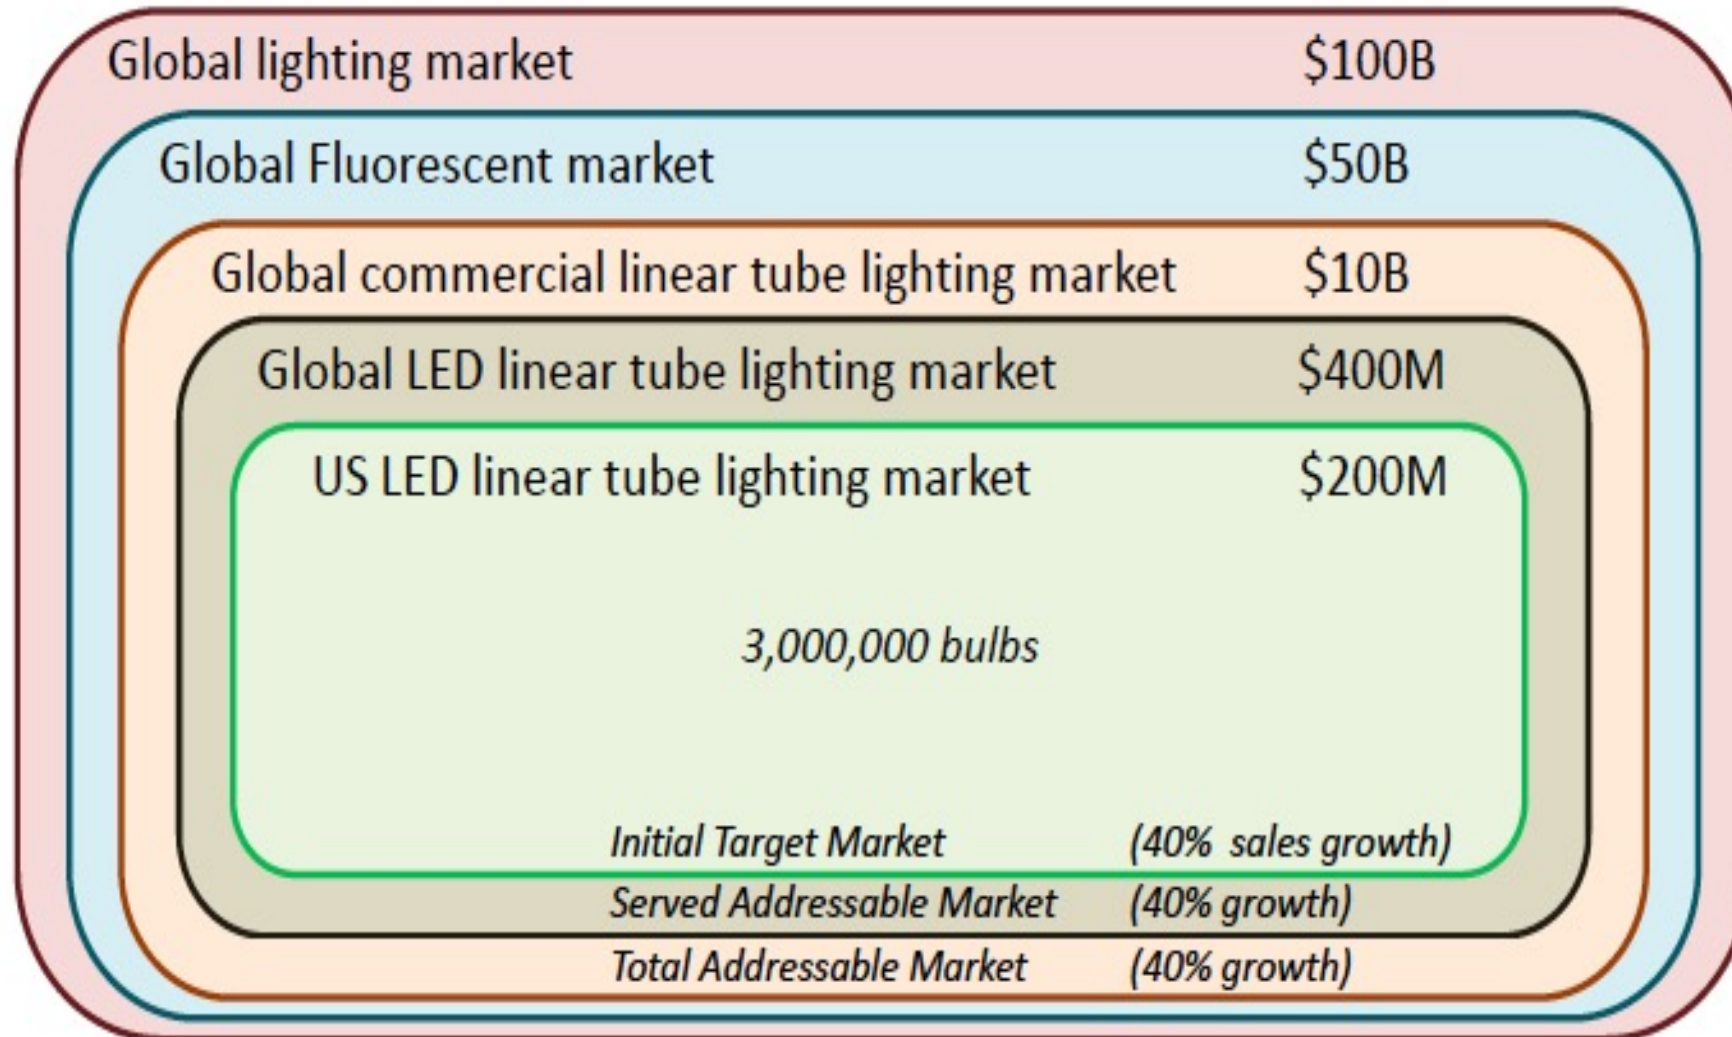 Global lighting market $100B
Global Fluorescent market $50B
Global commercial linear tube lighting market $10B
Global LED linear tube lighting market $400M
US LED linear tube lighting market $200M
3,000,000 bulbs
Initial Target Market (40% sales growth)
Served Addressable Market (40% growth)
Total Addressable Market (40% growth)